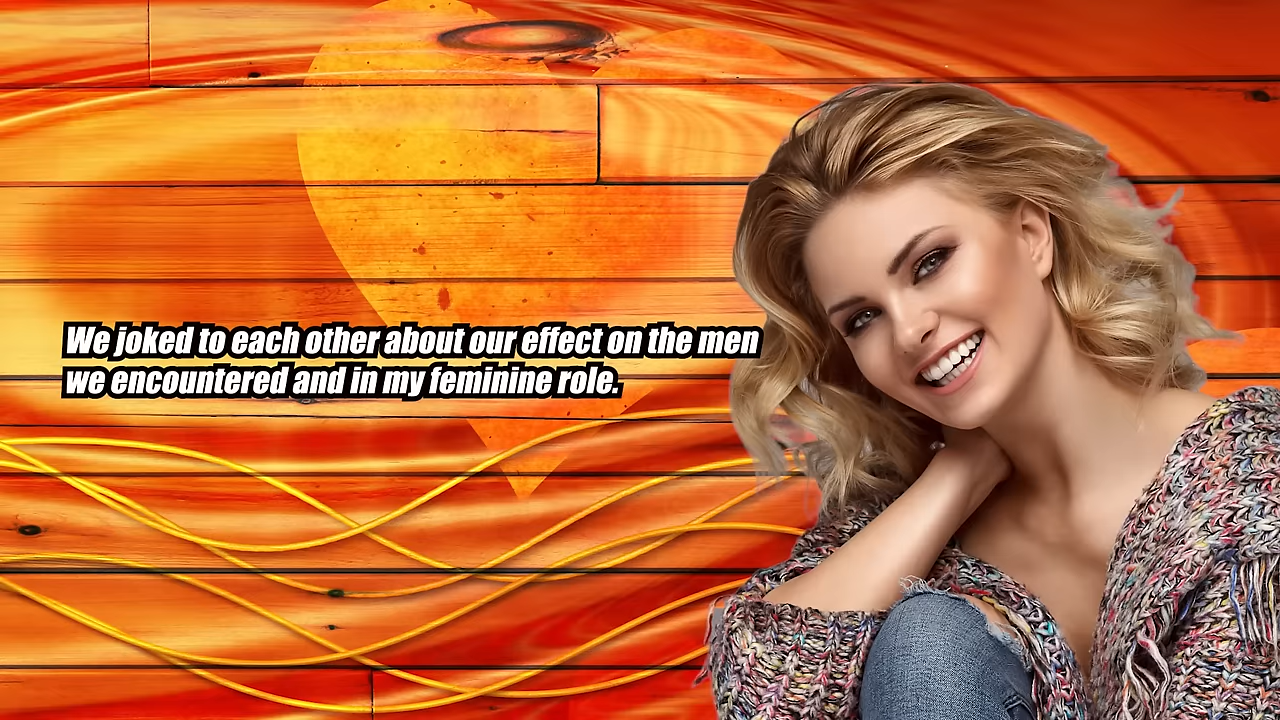 We joked to each other about our effect on the men
we encountered and in my feminine role.